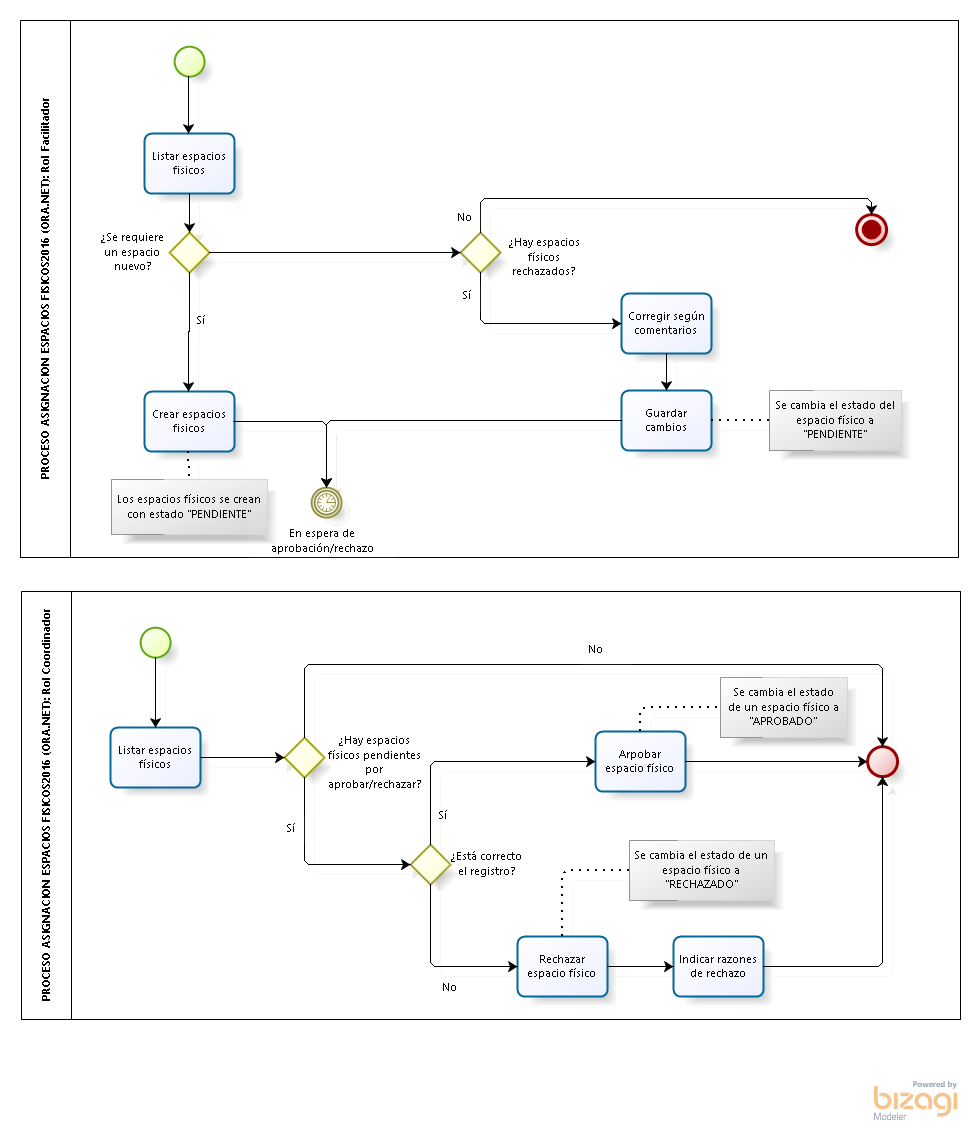 PROCESO ASIGNACION ESPACIOS FISICOS2016 (ORA.NET): Rol Facilitador
Listar espacios
fisicos
¿Se requiere
un espacio
nuevo?
No
¿Hay espacios
físicos
rechazados?
Sí
Sí
Corregir según
comentarios
Crear espacios
fisicos
Guardar
cambios
Se cambia el estado del
espacio físico a
"PENDIENTE"
Los espacios físicos se crean
con estado "PENDIENTE"
En espera de
aprobación/rechazo
PROCESO ASIGNACION ESPACIOS FISICOS2016 (ORA.NET): Rol Coordinador
No
Listar espacios
físicos
¿Hay espacios
físicos pendientes
por
aprobar/rechazar?
Se cambia el estado
de un espacio físico a
"APROBADO"
Arpobar
espacio físico
Sí
Sí
¿Está correcto
el registro?
Se cambia el estado de un
espacio físico a
"RECHAZADO"
Rechazar
espacio físico
Indicar razones
de rechazo
No
Powered by
bizagi
Modeler